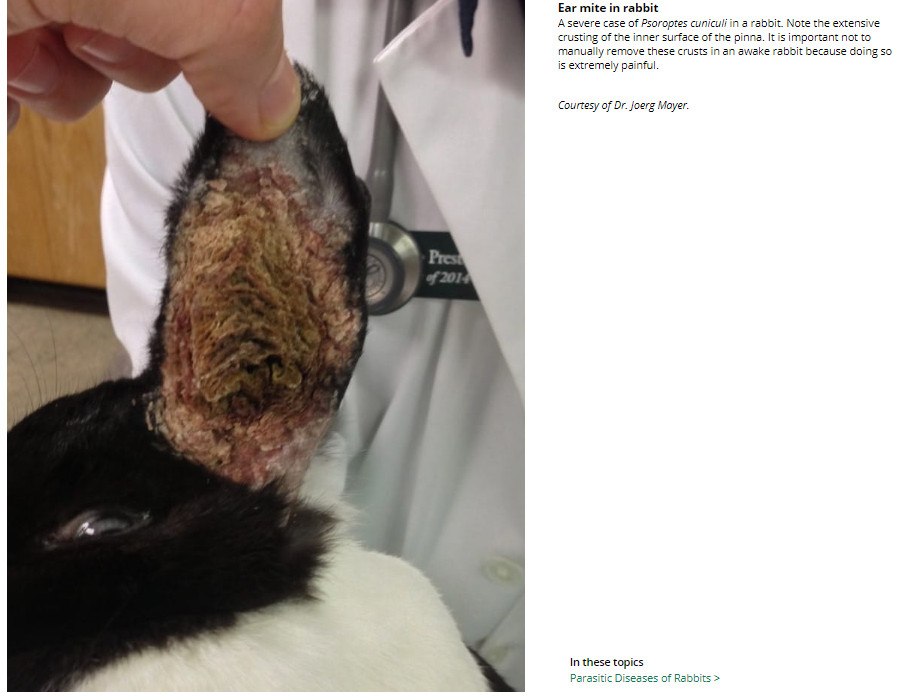 Ear mite in rabbit
A severe case of Psoroptes cuniculi in a rabbit. Note the extensive
crusting of the inner surface of the pinna. It is important not to
manually remove these crusts in an awake rabbit because doing so
is extremely painful.
Courtesy of Dr. Joerg Mayer.
of 2014
In these topics
Parasitic Diseases of Rabbits >